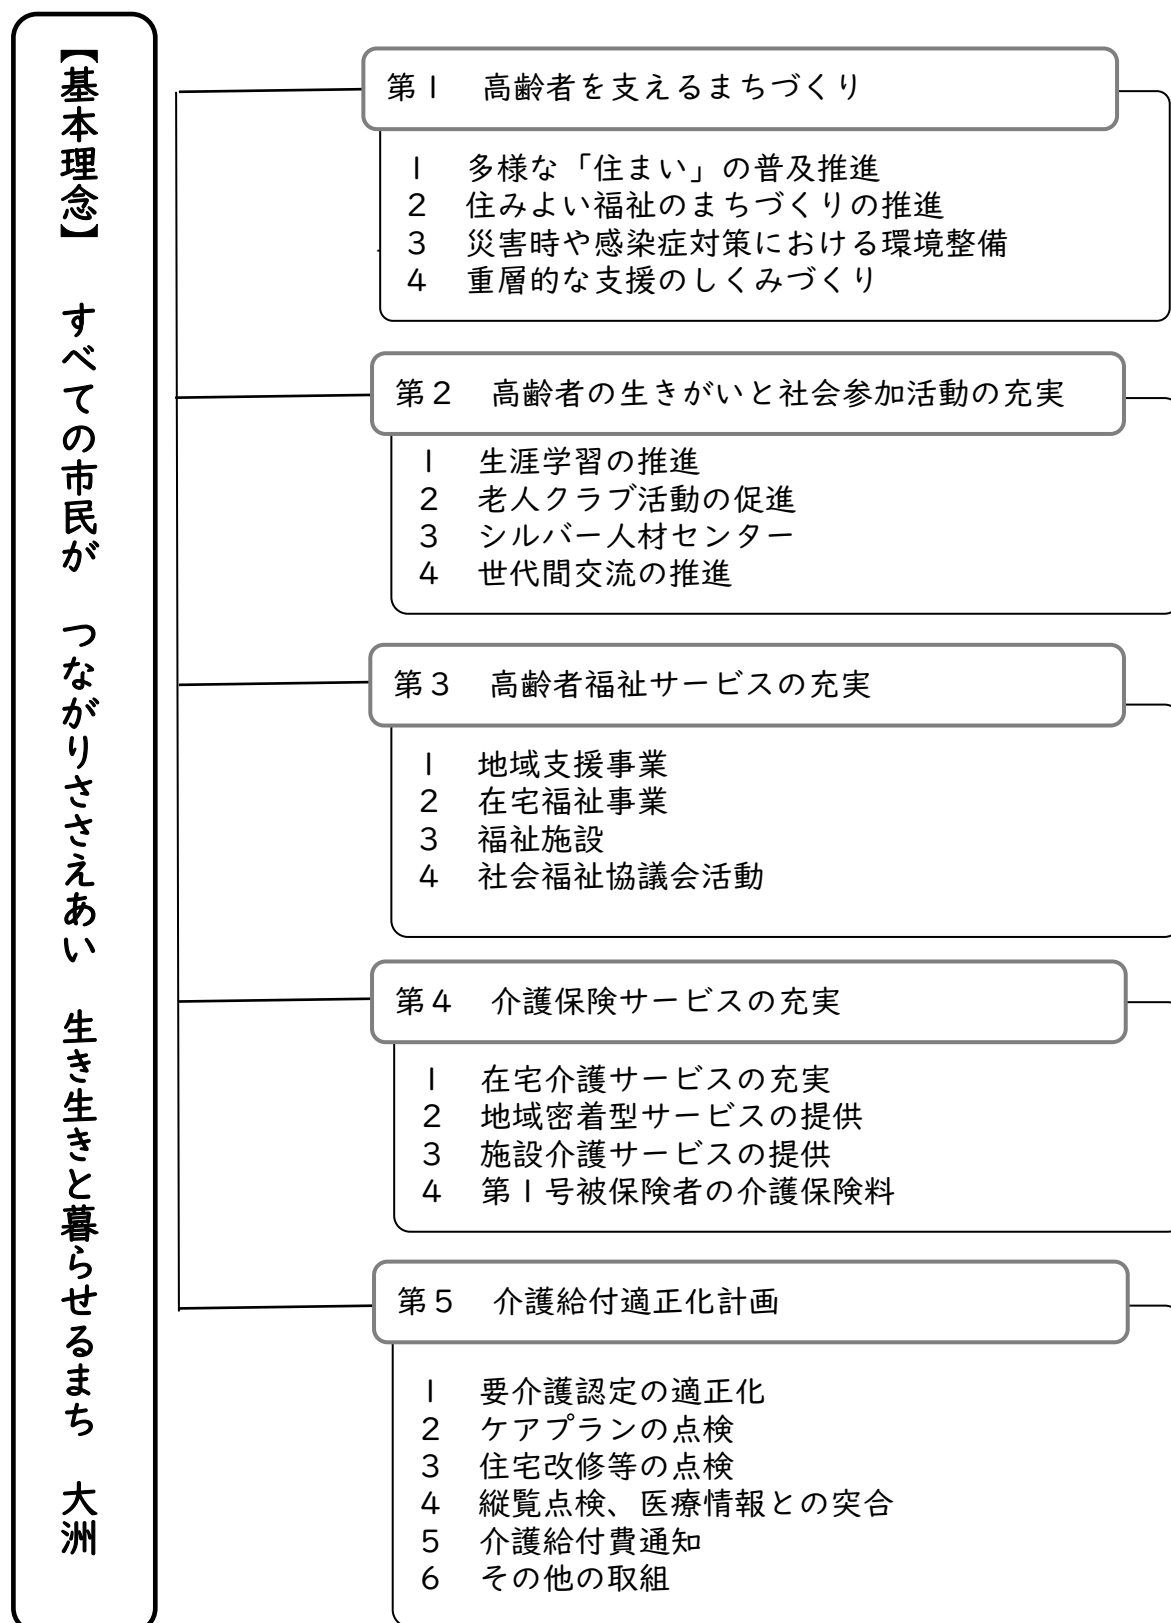 【基本理念】 すべての市民が つながりささえあい 生き生きと暮らせるまち 大洲
第1 高齢者を支えるまちづくり
1 多様な「住まい」の普及推進
2 住みよい福祉のまちづくりの推進
3 災害時や感染症対策における環境整備
4 重層的な支援のしくみづくり
第2 高齢者の生きがいと社会参加活動の充実
1 生涯学習の推進
2 老人クラブ活動の促進
3 シルバー人材センター
4 世代間交流の推進
第3 高齢者福祉サービスの充実
1 地域支援事業
2 在宅福祉事業
3 福祉施設
4 社会福祉協議会活動
第4 介護保険サービスの充実
1 在宅介護サービスの充実
2 地域密着型サービスの提供
3 施設介護サービスの提供
4 第1号被保険者の介護保険料
第5 介護給付適正化計画
1 要介護認定の適正化
2 ケアプランの点検
3 住宅改修等の点検
4 縦覧点検、医療情報との突合
5 介護給付費通知
6 その他の取組